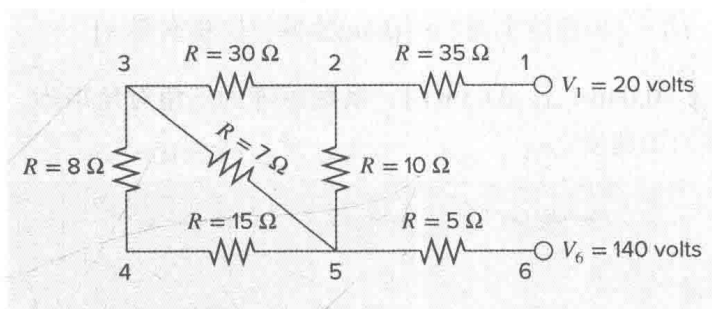 R = 30 Ω R = 35 Ω
3 2 1
V₁ = 20 volts
R = 7 Ω
R = 8 Ω R = 10 Ω
R = 15 Ω R = 5 Ω
V₆ = 140 volts
4 5 6